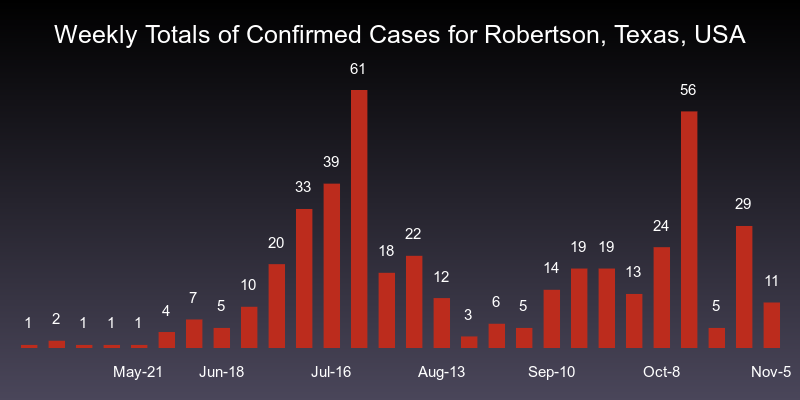 Weekly Totals of Confirmed Cases for Robertson, Texas, USA
1 2 1 1 1 4 7 5 10 20 33 39 61 18 22 12 3 6 5 14 19 19 13 24 56 5 29 11
May-21 Jun-18 Jul-16 Aug-13 Sep-10 Oct-8 Nov-5